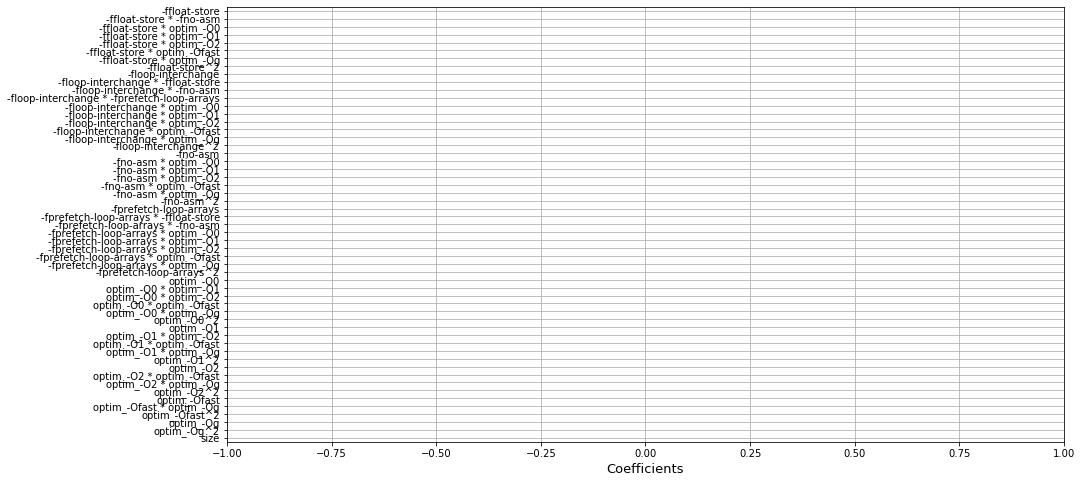 -ffloat-store
-ffloat-store * -fno-asm
-ffloat-store * optim_-O0
-ffloat-store * optim_-O1
-ffloat-store * optim_-O2
-ffloat-store * optim_-Ofast
-ffloat-store * optim_-Og
-ffloat-store^2
-floop-interchange
-floop-interchange * -ffloat-store
-floop-interchange * -fno-asm
-floop-interchange * -fprefetch-loop-arrays
-floop-interchange * optim_-O0
-floop-interchange * optim_-O1
-floop-interchange * optim_-O2
-floop-interchange * optim_-Ofast
-floop-interchange * optim_-Og
-floop-interchange^2
-fno-asm
-fno-asm * optim_-O0
-fno-asm * optim_-O1
-fno-asm * optim_-O2
-fno-asm * optim_-Ofast
-fno-asm * optim_-Og
-fno-asm^2
-fprefetch-loop-arrays
-fprefetch-loop-arrays * -ffloat-store
-fprefetch-loop-arrays * -fno-asm
-fprefetch-loop-arrays * optim_-O0
-fprefetch-loop-arrays * optim_-O1
-fprefetch-loop-arrays * optim_-O2
-fprefetch-loop-arrays * optim_-Ofast
-fprefetch-loop-arrays * optim_-Og
-fprefetch-loop-arrays^2
optim_-O0
optim_-O0 * optim_-O1
optim_-O0 * optim_-O2
optim_-O0 * optim_-Ofast
optim_-O0 * optim_-Og
optim_-O0^2
optim_-O1
optim_-O1 * optim_-O2
optim_-O1 * optim_-Ofast
optim_-O1 * optim_-Og
optim_-O1^2
optim_-O2
optim_-O2 * optim_-Ofast
optim_-O2 * optim_-Og
optim_-O2^2
optim_-Ofast
optim_-Ofast * optim_-Og
optim_-Ofast^2
optim_-Og
optim_-Og^2
size
−1.00 −0.75 −0.50 −0.25 0.00 0.25 0.50 0.75 1.00
Coefficients